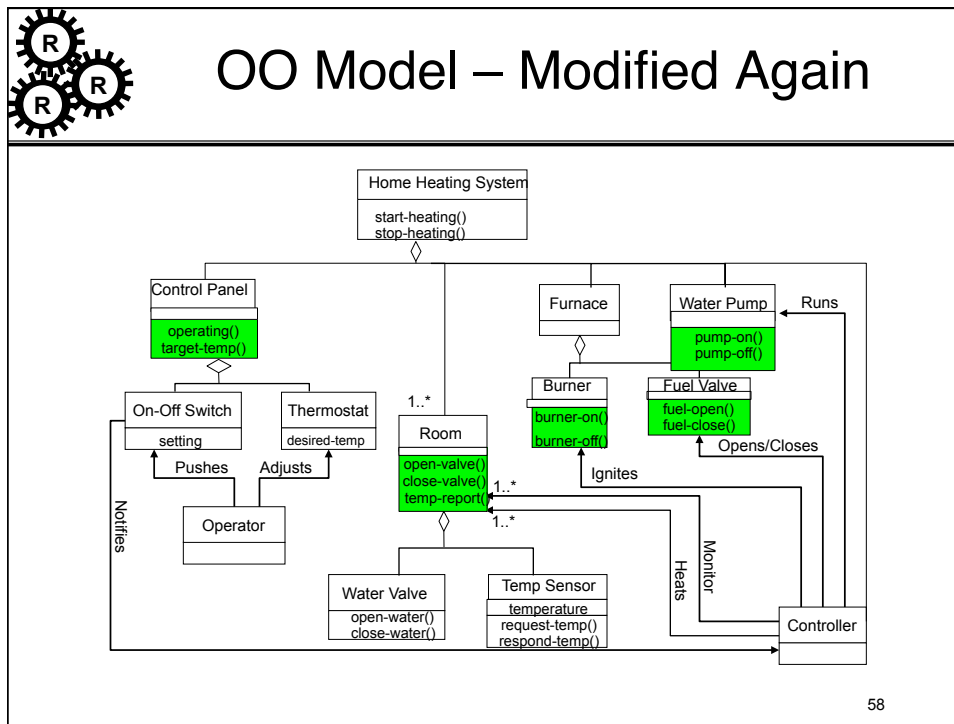 R
R
R
OO Model – Modified Again
Home Heating System
start-heating()
stop-heating()
Control Panel
operating()
target-temp()
Furnace
Water Pump
pump-on()
pump-off()
Runs
On-Off Switch
setting
Thermostat
desired-temp
1..*
Room
open-valve()
close-valve()
temp-report()
Burner
burner-on()
burner-off()
Fuel Valve
fuel-open()
fuel-close()
Opens/Closes
Ignites
Pushes
Adjusts
Operator
1..*
1..*
Notifies
Heats
Monitor
Water Valve
open-water()
close-water()
Temp Sensor
temperature
request-temp()
respond-temp()
Controller
58